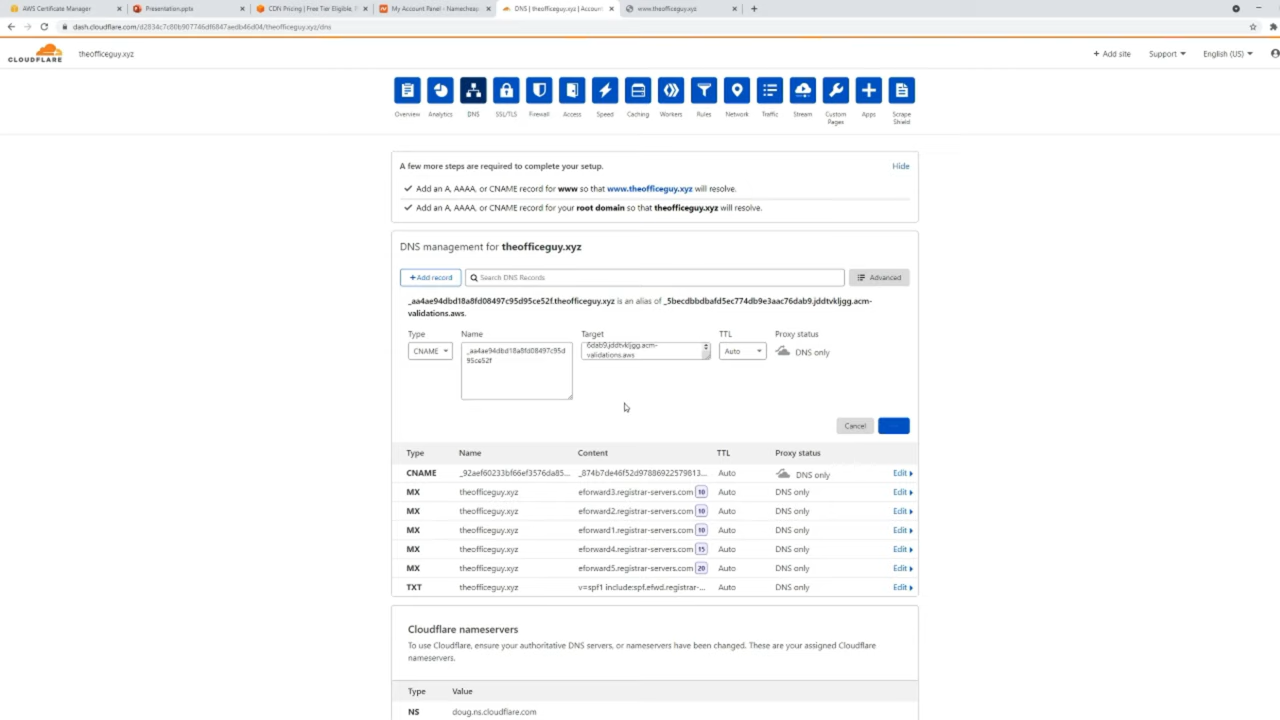 AWS Certificate Manager
Presentation.pptx
CDN Pricing | Free Tier Eligible,
My Account Panel - Namecheap
DNS | theofficeguy.xyz | Account
www.theofficeguy.xyz
dash.cloudflare.com/d2834c7c80b907746df6847aedb46d04/theofficeguy.xyz/dns
CLOUDFLARE
theofficeguy.xyz
+ Add site
Support
English (US)
Overview
Analytics
DNS
SSL/TLS
Firewall
Access
Speed
Caching
Workers
Rules
Network
Traffic
Stream
Custom Pages
Apps
Scrape Shield
A few more steps are required to complete your setup.
Hide
Add an A, AAAA, or CNAME record for www so that www.theofficeguy.xyz will resolve.
Add an A, AAAA, or CNAME record for your root domain so that theofficeguy.xyz will resolve.
DNS management for theofficeguy.xyz
+Add record
Search DNS Records
Advanced
_aa4ae94dbd18a8fd08497c95d95ce52f.theofficeguy.xyz is an alias of _5becdbbdbafd5ec774db9e3aac76dab9.jddtvkljgg.acm-
validations.aws.
Type
Name
Target
TTL
Proxy status
CNAME
_aa4ae94dbd18a8fd08497c95d
95ce52f
6dab9.jddtvkljgg.acm-
validations.aws
Auto
DNS only
Cancel
Type Name Content TTL Proxy status
CNAME _92aef60233bf66ef3576da85... _874b7de46f52d97886922579813... Auto DNS only Edit
MX theofficeguy.xyz eforward3.registrar-servers.com 10 Auto DNS only Edit
MX theofficeguy.xyz eforward2.registrar-servers.com 10 Auto DNS only Edit
MX theofficeguy.xyz eforward1.registrar-servers.com 10 Auto DNS only Edit
MX theofficeguy.xyz eforward4.registrar-servers.com 15 Auto DNS only Edit
MX theofficeguy.xyz eforward5.registrar-servers.com 20 Auto DNS only Edit
TXT theofficeguy.xyz v=spf1 include:spf.efwd.registrar-... Auto DNS only Edit
Cloudflare nameservers
To use Cloudflare, ensure your authoritative DNS servers, or nameservers have been changed. These are your assigned Cloudflare
nameservers.
Type Value
NS doug.ns.cloudflare.com